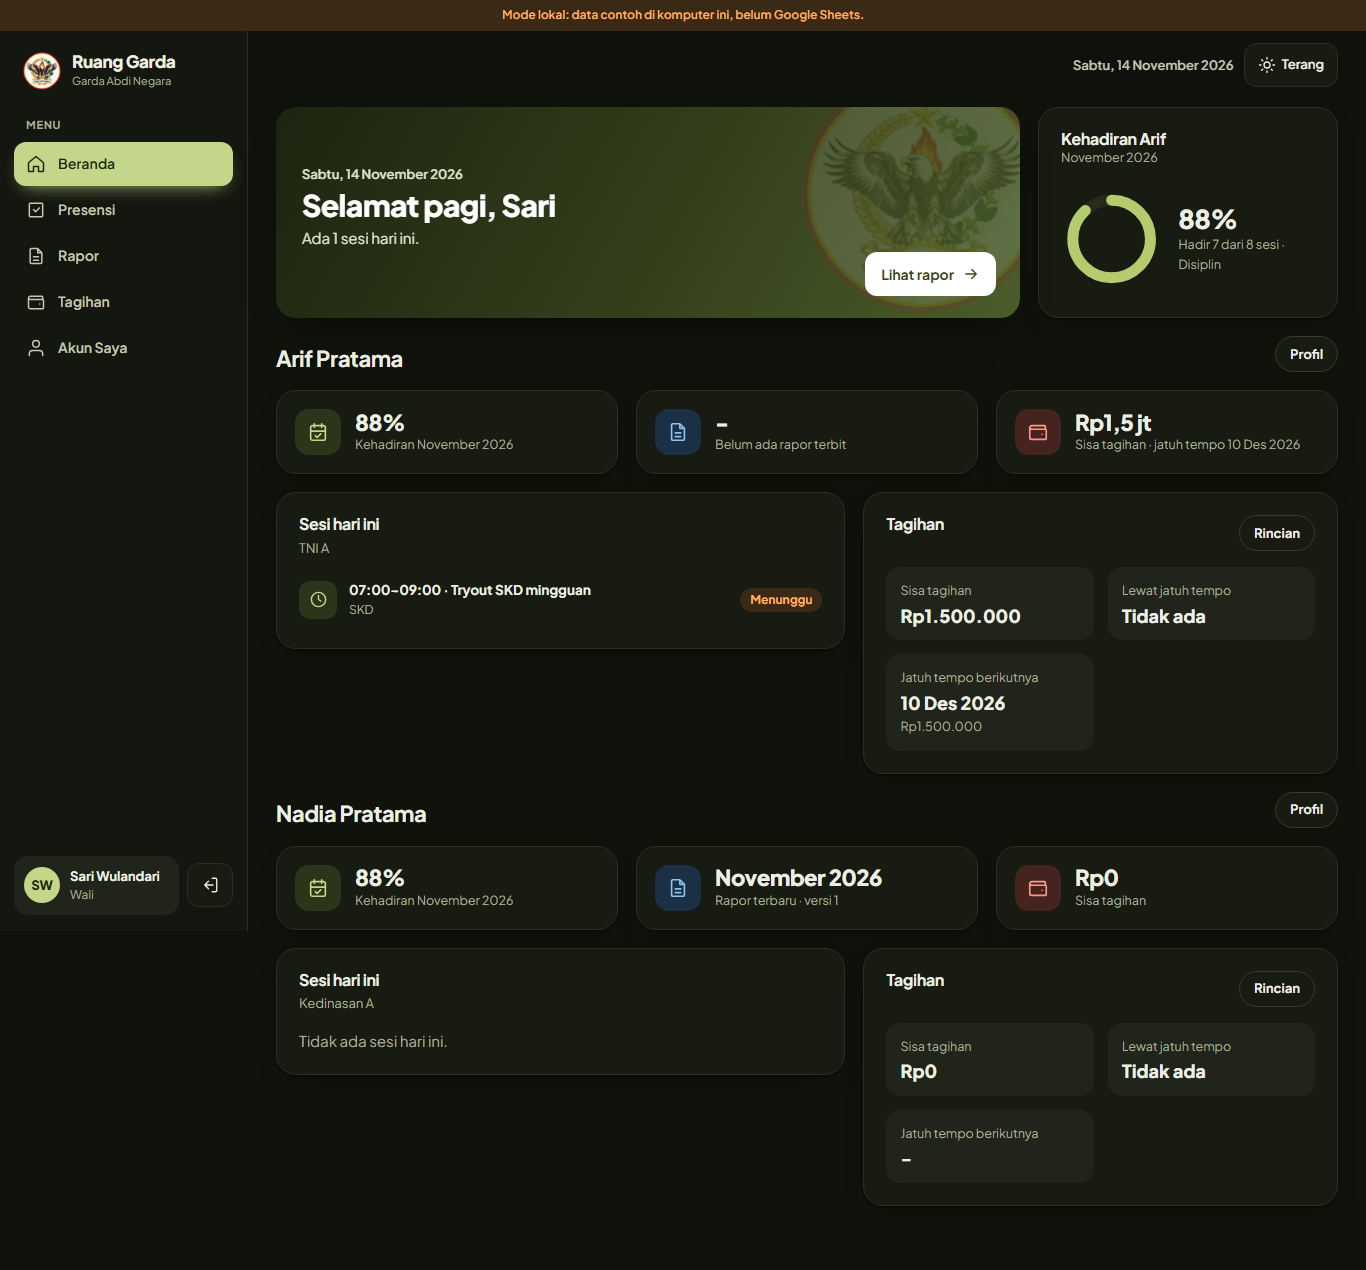 Mode lokal: data contoh di komputer ini, belum Google Sheets.
Ruang Garda
Garda Abdi Negara
MENU
Beranda
Presensi
Rapor
Tagihan
Akun Saya
SW
Sari Wulandari
Wali
Sabtu, 14 November 2026
Terang
Sabtu, 14 November 2026
Selamat pagi, Sari
Ada 1 sesi hari ini.
Lihat rapor
Kehadiran Arif
November 2026
88%
Hadir 7 dari 8 sesi ·
Disiplin
Arif Pratama
Profil
88%
Kehadiran November 2026
–
Belum ada rapor terbit
Rp1,5 jt
Sisa tagihan · jatuh tempo 10 Des 2026
Sesi hari ini
TNI A
07:00–09:00 · Tryout SKD mingguan
SKD
Menunggu
Tagihan
Rincian
Sisa tagihan
Rp1.500.000
Lewat jatuh tempo
Tidak ada
Jatuh tempo berikutnya
10 Des 2026
Rp1.500.000
Nadia Pratama
Profil
88%
Kehadiran November 2026
November 2026
Rapor terbaru · versi 1
Rp0
Sisa tagihan
Sesi hari ini
Kedinasan A
Tidak ada sesi hari ini.
Tagihan
Rincian
Sisa tagihan
Rp0
Lewat jatuh tempo
Tidak ada
Jatuh tempo berikutnya
–